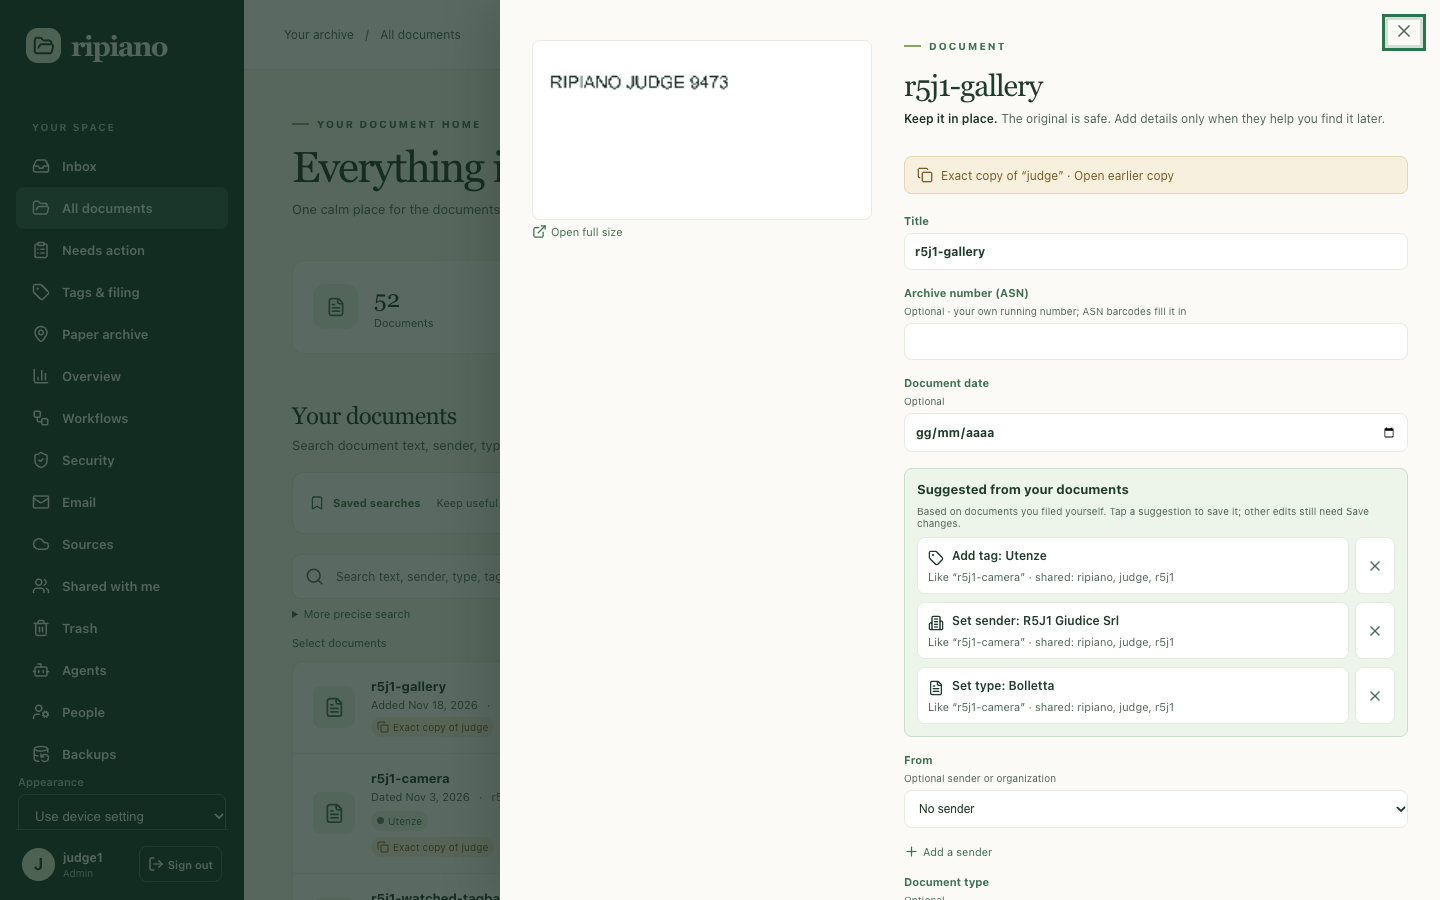 ripiano
YOUR SPACE
Inbox
All documents
Needs action
Tags & filing
Paper archive
Overview
Workflows
Security
Email
Sources
Shared with me
Trash
Agents
People
Backups
Appearance
Use device setting
J
judge1
Admin
Sign out
Your archive / All documents
YOUR DOCUMENT HOME
Everything i
One calm place for the documents
52
Documents
Your documents
Search document text, sender, typ
Saved searches Keep useful
Search text, sender, type, tag
More precise search
Select documents
r5j1-gallery
Added Nov 18, 2026 ·
Exact copy of judge
r5j1-camera
Dated Nov 3, 2026 · r5
Utenze
Exact copy of judge
r5j1-watched-tagba
RIPIANO JUDGE 9473
Open full size
DOCUMENT
r5j1-gallery
Keep it in place. The original is safe. Add details only when they help you find it later.
Exact copy of “judge” · Open earlier copy
Title
r5j1-gallery
Archive number (ASN)
Optional · your own running number; ASN barcodes fill it in
Document date
Optional
gg/mm/aaaa
Suggested from your documents
Based on documents you filed yourself. Tap a suggestion to save it; other edits still need Save
changes.
Add tag: Utenze
Like “r5j1-camera” · shared: ripiano, judge, r5j1
Set sender: R5J1 Giudice Srl
Like “r5j1-camera” · shared: ripiano, judge, r5j1
Set type: Bolletta
Like “r5j1-camera” · shared: ripiano, judge, r5j1
From
Optional sender or organization
No sender
Add a sender
Document type
Optional